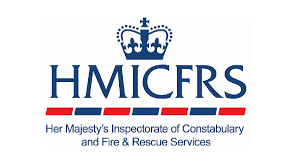 HMICFRS
Her Majesty's Inspectorate of Constabulary
and Fire & Rescue Services